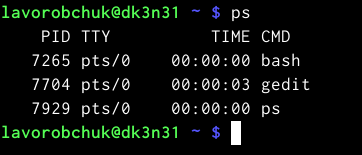 lavorobchuk@dk3n31 ~ $ ps
    PID TTY          TIME CMD
   7265 pts/0    00:00:00 bash
   7704 pts/0    00:00:03 gedit
   7929 pts/0    00:00:00 ps
lavorobchuk@dk3n31 ~ $